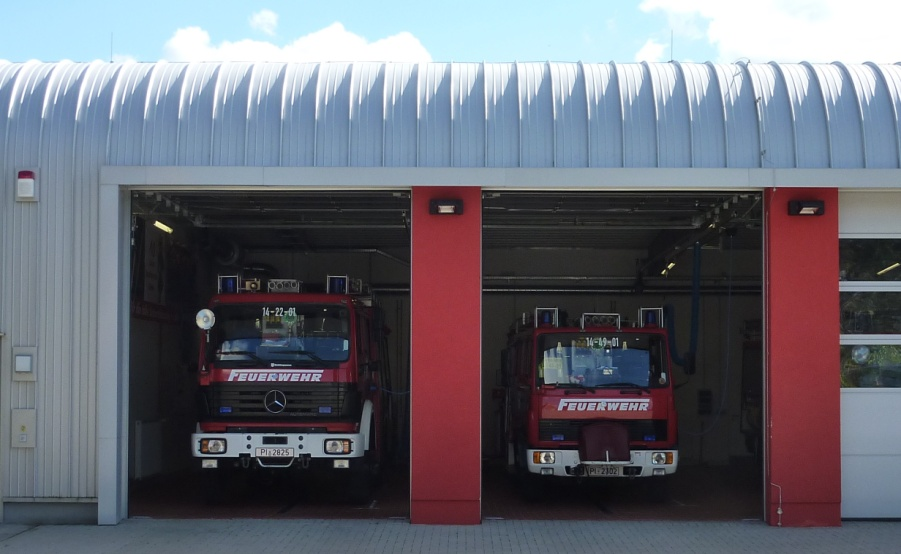 14-22-01
FEUERWEHR
PI 2825
14-49-01
FEUERWEHR
PI 2302